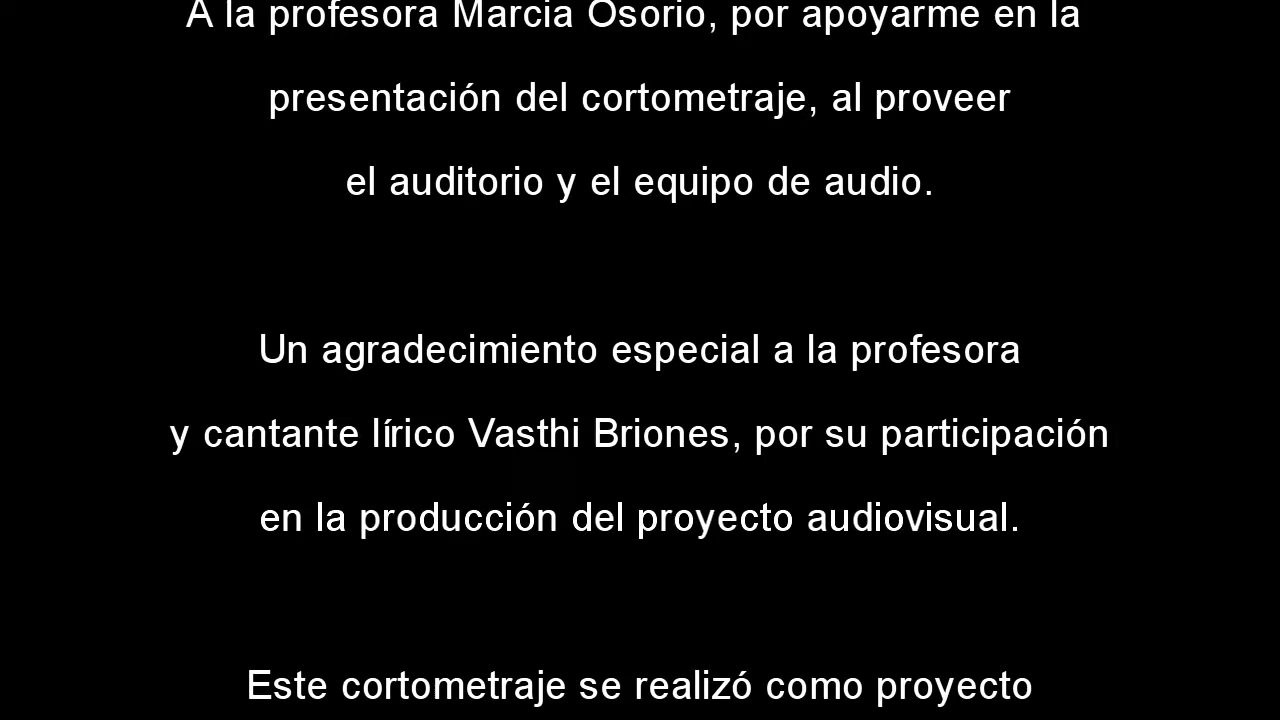 A la profesora Marcia Osorio, por apoyarme en la
presentación del cortometraje, al proveer
el auditorio y el equipo de audio.
Un agradecimiento especial a la profesora
y cantante lírico Vasthi Briones, por su participación
en la producción del proyecto audiovisual.
Este cortometraje se realizó como proyecto